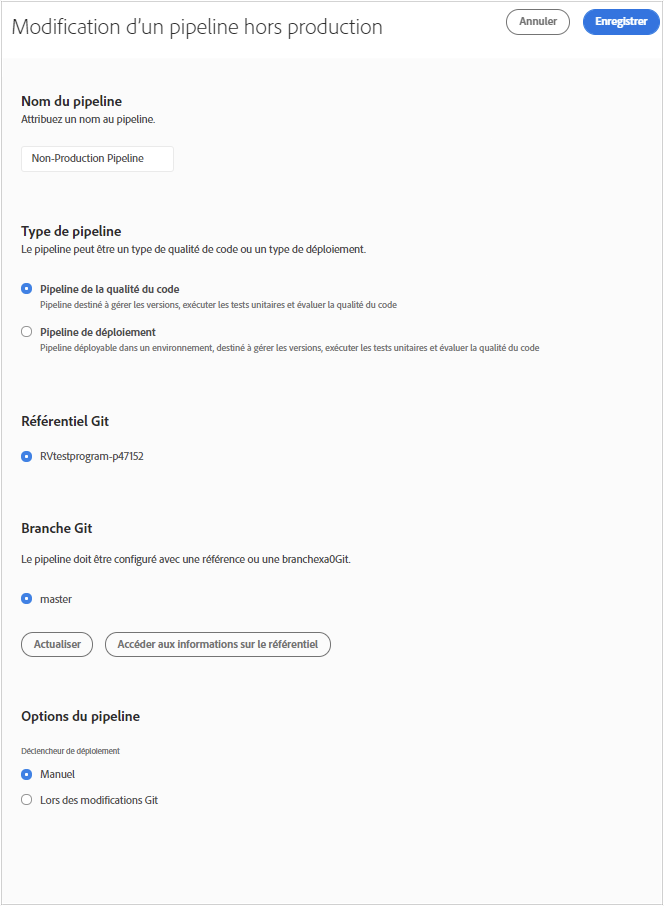 Modification d'un pipeline hors production
Annuler
Enregistrer
Nom du pipeline
Attribuez un nom au pipeline.
Non-Production Pipeline
Type de pipeline
Le pipeline peut être un type de qualité de code ou un type de déploiement.
Pipeline de la qualité du code
Pipeline destiné à gérer les versions, exécuter les tests unitaires et évaluer la qualité du code
Pipeline de déploiement
Pipeline déployable dans un environnement, destiné à gérer les versions, exécuter les tests unitaires et évaluer la qualité du code
Référentiel Git
RVtestprogram-p47152
Branche Git
Le pipeline doit être configuré avec une référence ou une branchexa0Git.
master
Actualiser
Accéder aux informations sur le référentiel
Options du pipeline
Déclencheur de déploiement
Manuel
Lors des modifications Git